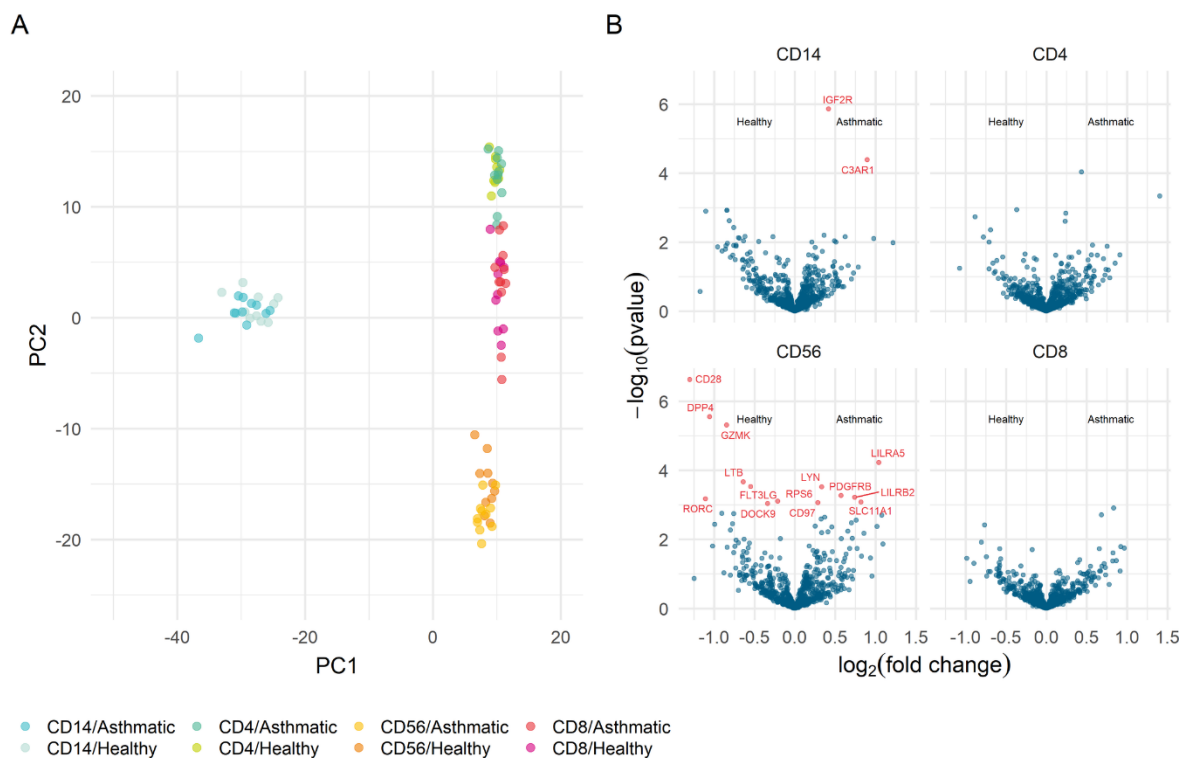 A
20
10
0
-10
-20
PC2
-40
-20
0
20
PC1
CD14/Asthmatic
CD4/Asthmatic
CD56/Asthmatic
CD8/Asthmatic
CD14/Healthy
CD4/Healthy
CD56/Healthy
CD8/Healthy
B
CD14
CD4
IGF2R
Healthy
Asthmatic
C3AR1
Healthy
Asthmatic
6
4
2
0
CD56
CD8
CD28
DPP4
GZMK
Healthy
Asthmatic
LILRA5
LTB
LYN
PDGFRB
FLT3LG
RPS6
LILRB2
RORC
DOCK9
CD97
SLC11A1
Healthy
Asthmatic
6
4
2
0
−log10(pvalue)
-1.0 -0.5 0.0 0.5 1.0 1.5
-1.0 -0.5 0.0 0.5 1.0 1.5
log2(fold change)